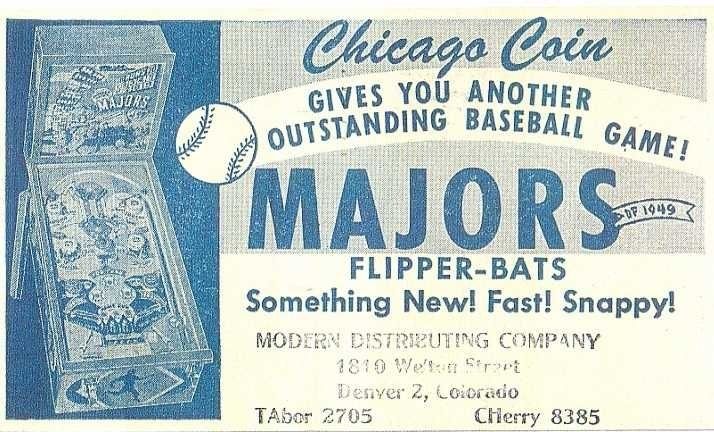 MAJORS
Chicago Coin
GIVES YOU ANOTHER
OUTSTANDING BASEBALL GAME!
MAJORS
OF 1949
FLIPPER-BATS
Something New! Fast! Snappy!
MODERN DISTRIBUTING COMPANY
1810 Welton Street
Denver 2, Colorado
TAbor 2705 CHerry 8385